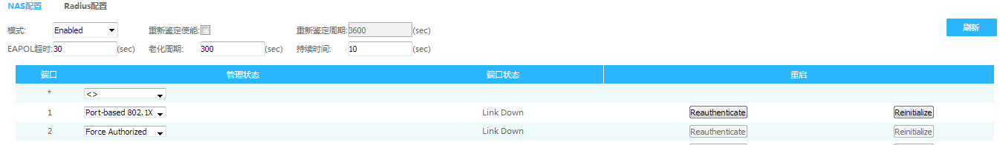 NAS配置 Radius配置
模式: Enabled 重新鉴定使能: 重新鉴定周期: 3600 (sec) 刷新
EAPOL超时: 30 (sec) 老化周期: 300 (sec) 持续时间: 10 (sec)
端口 管理状态 端口状态 重启
* <>
1 Port-based 802.1X Link Down Reauthenticate Reinitialize
2 Force Authorized Link Down Reauthenticate Reinitialize